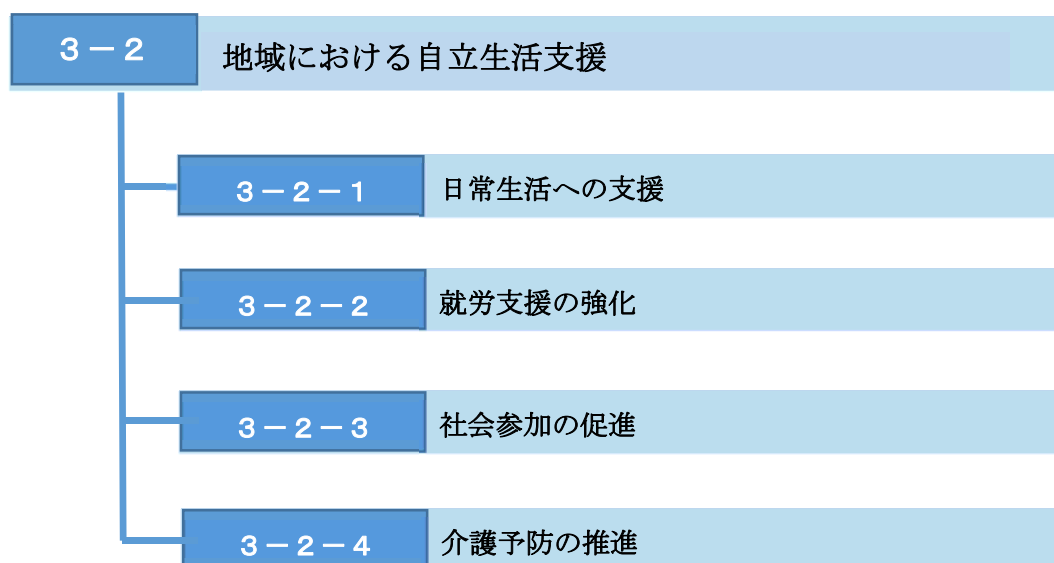 ３－２ 地域における自立生活支援
３－２－１ 日常生活への支援
３－２－２ 就労支援の強化
３－２－３ 社会参加の促進
３－２－４ 介護予防の推進